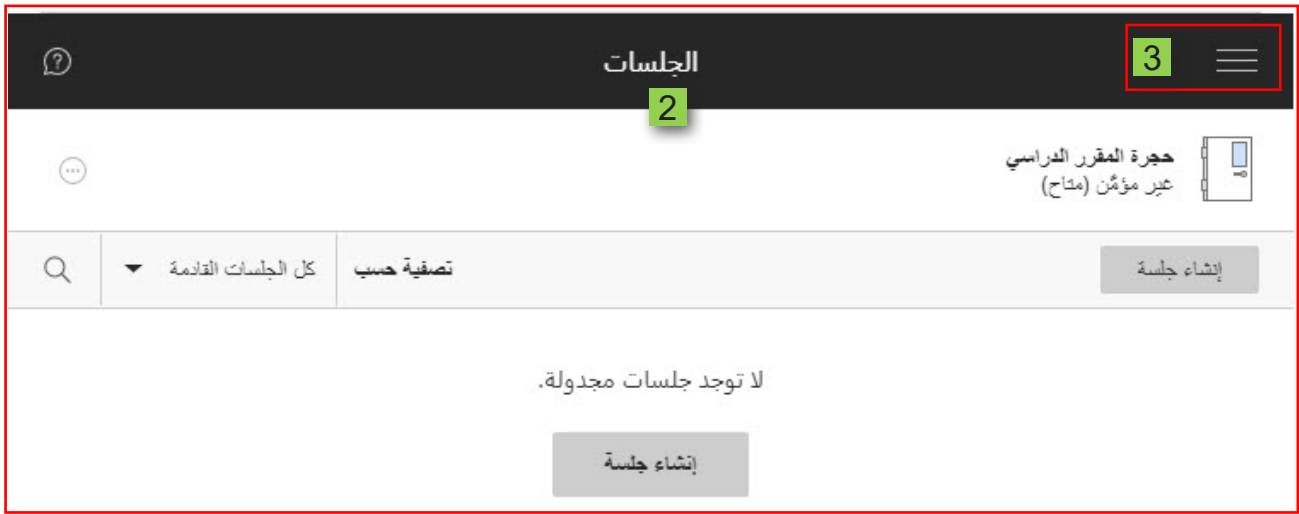 3
الجلسات
2
حجرة المقرر الدراسي
غير مؤمَّن (متاح)
إنشاء جلسة
تصفية حسب
كل الجلسات القادمة
لا توجد جلسات مجدولة.
إنشاء جلسة